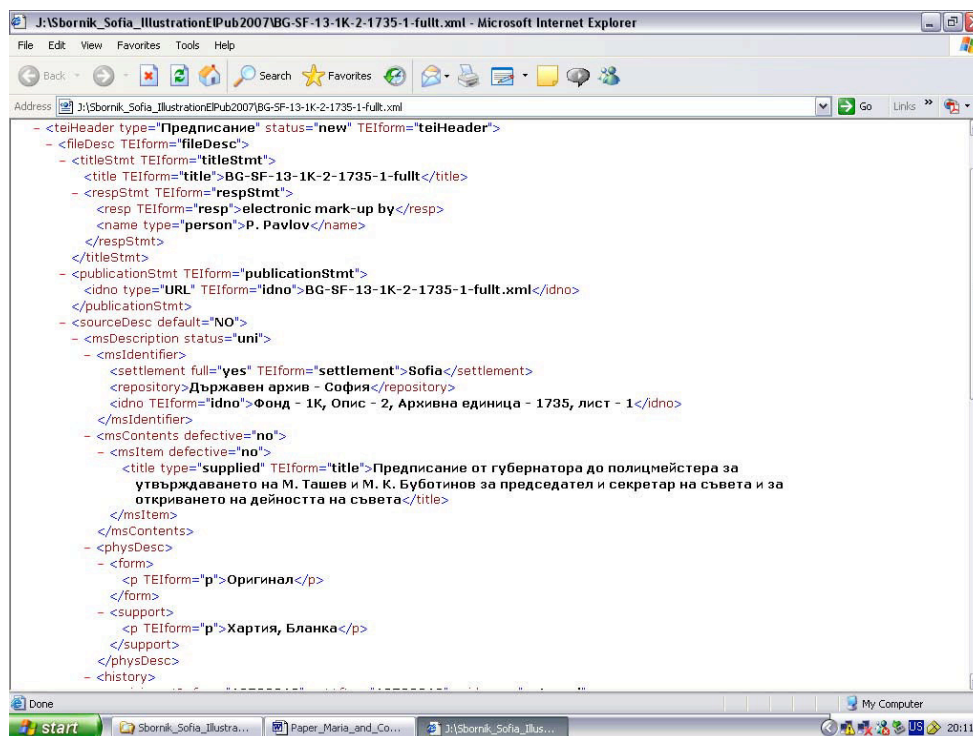 J:\Sbornik_Sofia_IllustrationElPub2007\BG-SF-13-1K-2-1735-1-fullt.xml - Microsoft Internet Explorer
File Edit View Favorites Tools Help
Back Search Favorites
Address J:\Sbornik_Sofia_IllustrationElPub2007\BG-SF-13-1K-2-1735-1-fullt.xml Go Links »
- <teiHeader type="Предписание" status="new" TEIform="teiHeader">
- <fileDesc TEIform="fileDesc">
- <titleStmt TEIform="titleStmt">
<title TEIform="title">BG-SF-13-1K-2-1735-1-fullt</title>
- <respStmt TEIform="respStmt">
<resp TEIform="resp">electronic mark-up by</resp>
<name type="person">P. Pavlov</name>
</respStmt>
</titleStmt>
- <publicationStmt TEIform="publicationStmt">
<idno type="URL" TEIform="idno">BG-SF-13-1K-2-1735-1-fullt.xml</idno>
</publicationStmt>
- <sourceDesc default="NO">
- <msDescription status="uni">
- <msIdentifier>
<settlement full="yes" TEIform="settlement">Sofia</settlement>
<repository>Държавен архив - София</repository>
<idno TEIform="idno">Фонд - 1К, Опис - 2, Архивна единица - 1735, лист - 1</idno>
</msIdentifier>
- <msContents defective="no">
- <msItem defective="no">
<title type="supplied" TEIform="title">Предписание от губернатора до полицмейстера за
утвърждаването на М. Ташев и М. К. Буботинов за председател и секретар на съвета и за
откриването на дейността на съвета</title>
</msItem>
</msContents>
- <physDesc>
- <form>
<p TEIform="p">Оригинал</p>
</form>
- <support>
<p TEIform="p">Хартия, Бланка</p>
</support>
</physDesc>
- <history>
Done My Computer
start Sbornik_Sofia_Illustra... Paper_Maria_and_Co... J:\Sbornik_Sofia_Illus... US 20:11